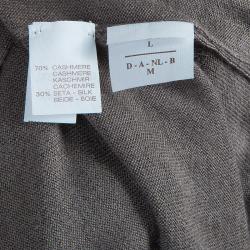 70% CASHMERE
CASHMERE
KASCHMIR
CACHEMIRE
30% SETA - SILK
SEIDE - SOIE
L
D - A - NL - B
M